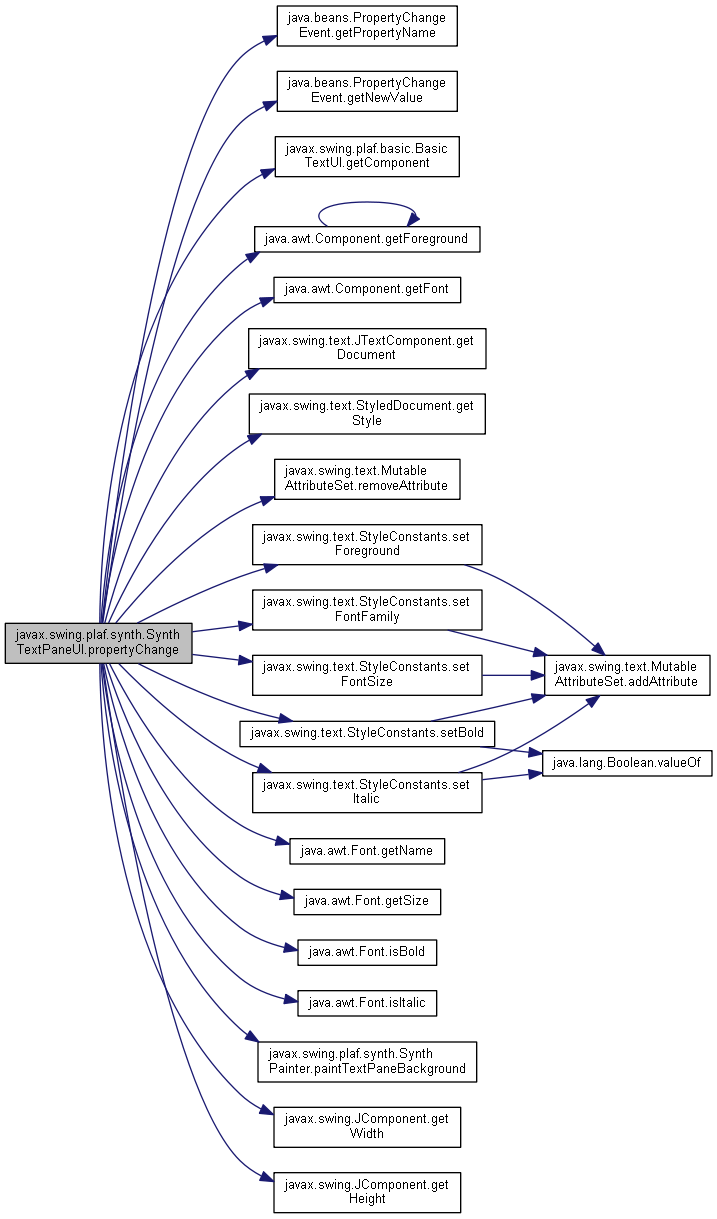 java.beans.PropertyChange
Event.getPropertyName
java.beans.PropertyChange
Event.getNewValue
javax.swing.plaf.basic.Basic
TextUI.getComponent
java.awt.Component.getForeground
java.awt.Component.getFont
javax.swing.text.JTextComponent.get
Document
javax.swing.text.StyledDocument.get
Style
javax.swing.text.Mutable
AttributeSet.removeAttribute
javax.swing.text.StyleConstants.set
Foreground
javax.swing.text.StyleConstants.set
FontFamily
javax.swing.plaf.synth.Synth
TextPaneUI.propertyChange
javax.swing.text.StyleConstants.set
FontSize
javax.swing.text.Mutable
AttributeSet.addAttribute
javax.swing.text.StyleConstants.setBold
java.lang.Boolean.valueOf
javax.swing.text.StyleConstants.set
Italic
java.awt.Font.getName
java.awt.Font.getSize
java.awt.Font.isBold
java.awt.Font.isItalic
javax.swing.plaf.synth.Synth
Painter.paintTextPaneBackground
javax.swing.JComponent.get
Width
javax.swing.JComponent.get
Height